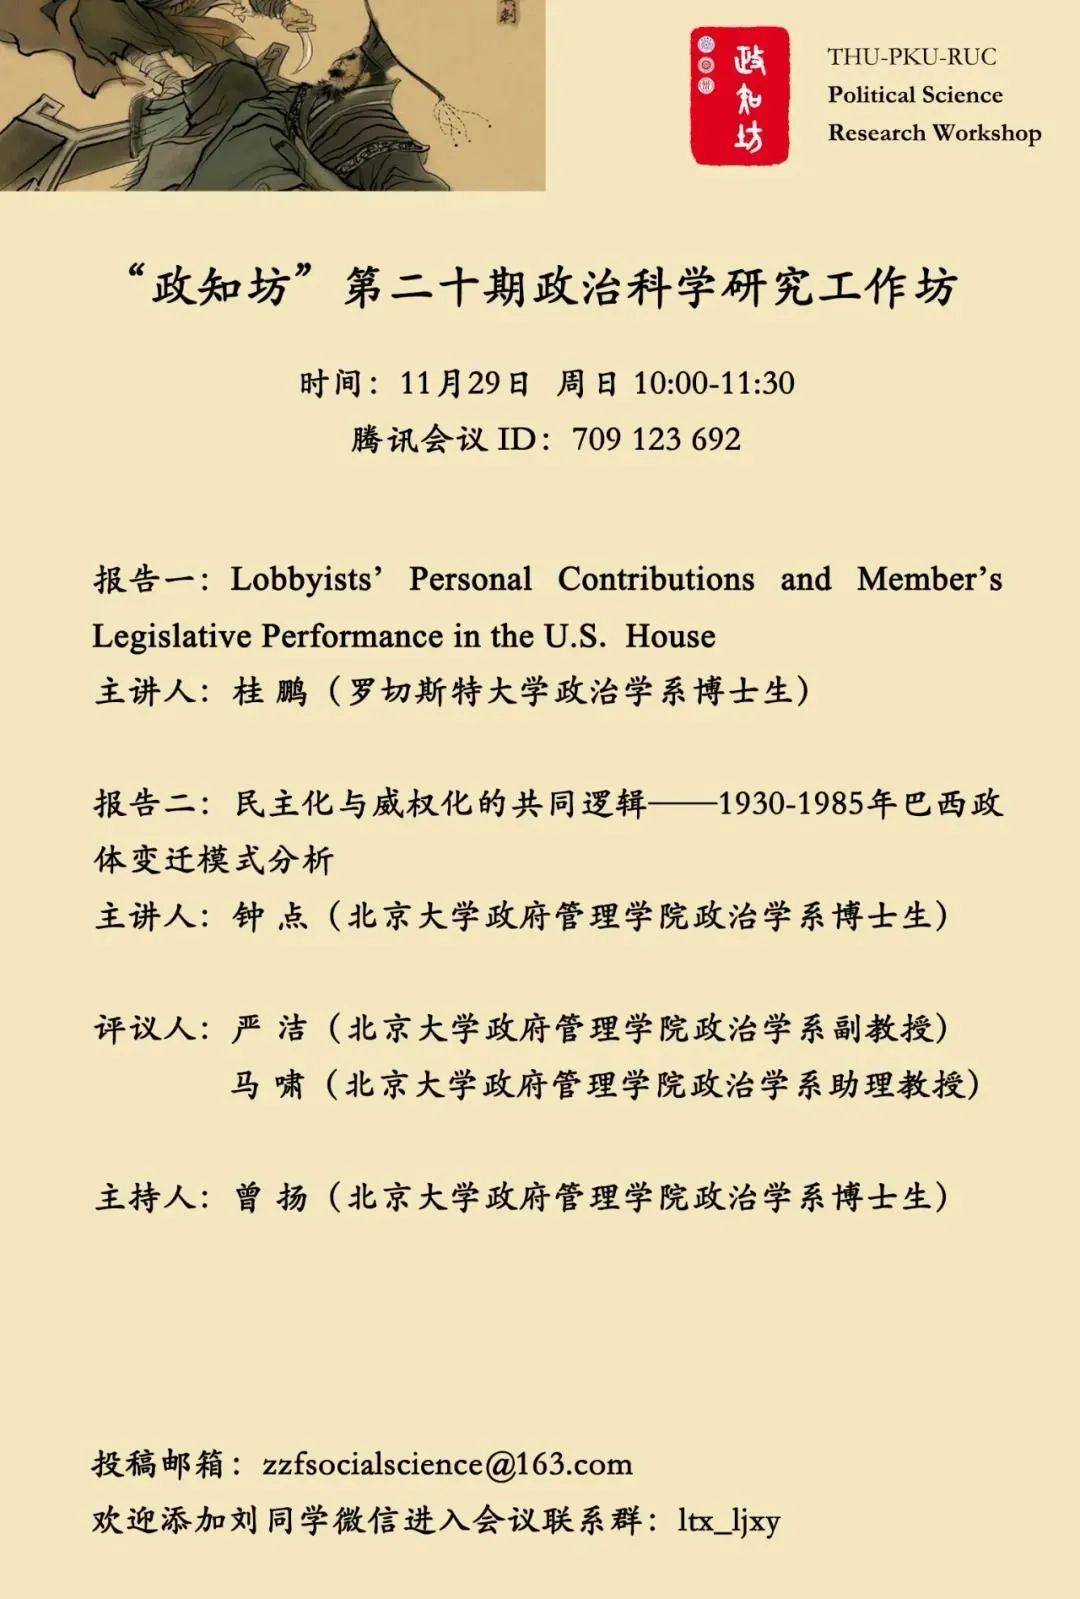 政知坊
THU-PKU-RUC
Political Science
Research Workshop
“政知坊”第二十期政治科学研究工作坊
时间：11月29日 周日 10:00-11:30
腾讯会议 ID：709 123 692
报告一：Lobbyists’ Personal Contributions and Member’s
Legislative Performance in the U.S. House
主讲人：桂 鹏（罗切斯特大学政治学系博士生）
报告二：民主化与威权化的共同逻辑——1930-1985年巴西政
体变迁模式分析
主讲人：钟 点（北京大学政府管理学院政治学系博士生）
评议人：严 洁（北京大学政府管理学院政治学系副教授）
马 啸（北京大学政府管理学院政治学系助理教授）
主持人：曾 扬（北京大学政府管理学院政治学系博士生）
投稿邮箱：zzfsocialscience@163.com
欢迎添加刘同学微信进入会议联系群：ltx_ljxy